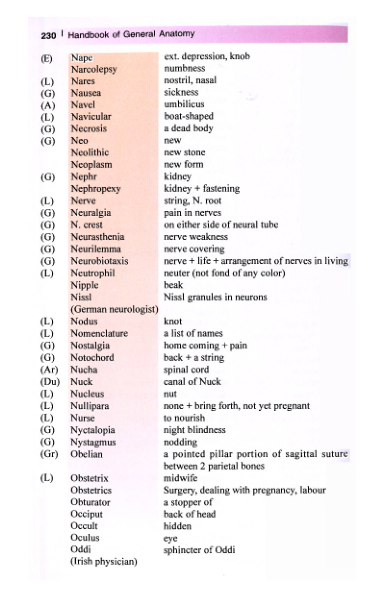 230 | Handbook of General Anatomy
(E) Nape ext. depression, knob
Narcolepsy numbness
(L) Nares nostril, nasal
(G) Nausea sickness
(A) Navel umbilicus
(L) Navicular boat-shaped
(G) Necrosis a dead body
(G) Neo new
Neolithic new stone
Neoplasm new form
(G) Nephr kidney
Nephropexy kidney + fastening
(L) Nerve string, N. root
(G) Neuralgia pain in nerves
(G) N. crest on either side of neural tube
(G) Neurasthenia nerve weakness
(G) Neurilemma nerve covering
(G) Neurobiotaxis nerve + life + arrangement of nerves in living
(L) Neutrophil neuter (not fond of any color)
Nipple beak
Nissl Nissl granules in neurons
(German neurologist)
(L) Nodus knot
(L) Nomenclature a list of names
(G) Nostalgia home coming + pain
(G) Notochord back + a string
(Ar) Nucha spinal cord
(Du) Nuck canal of Nuck
(L) Nucleus nut
(L) Nullipara none + bring forth, not yet pregnant
(L) Nurse to nourish
(G) Nyctalopia night blindness
(G) Nystagmus nodding
(Gr) Obelian a pointed pillar portion of sagittal suture
between 2 parietal bones
(L) Obstetrix midwife
Obstetrics Surgery, dealing with pregnancy, labour
Obturator a stopper of
Occiput back of head
Occult hidden
Oculus eye
Oddi sphincter of Oddi
(Irish physician)